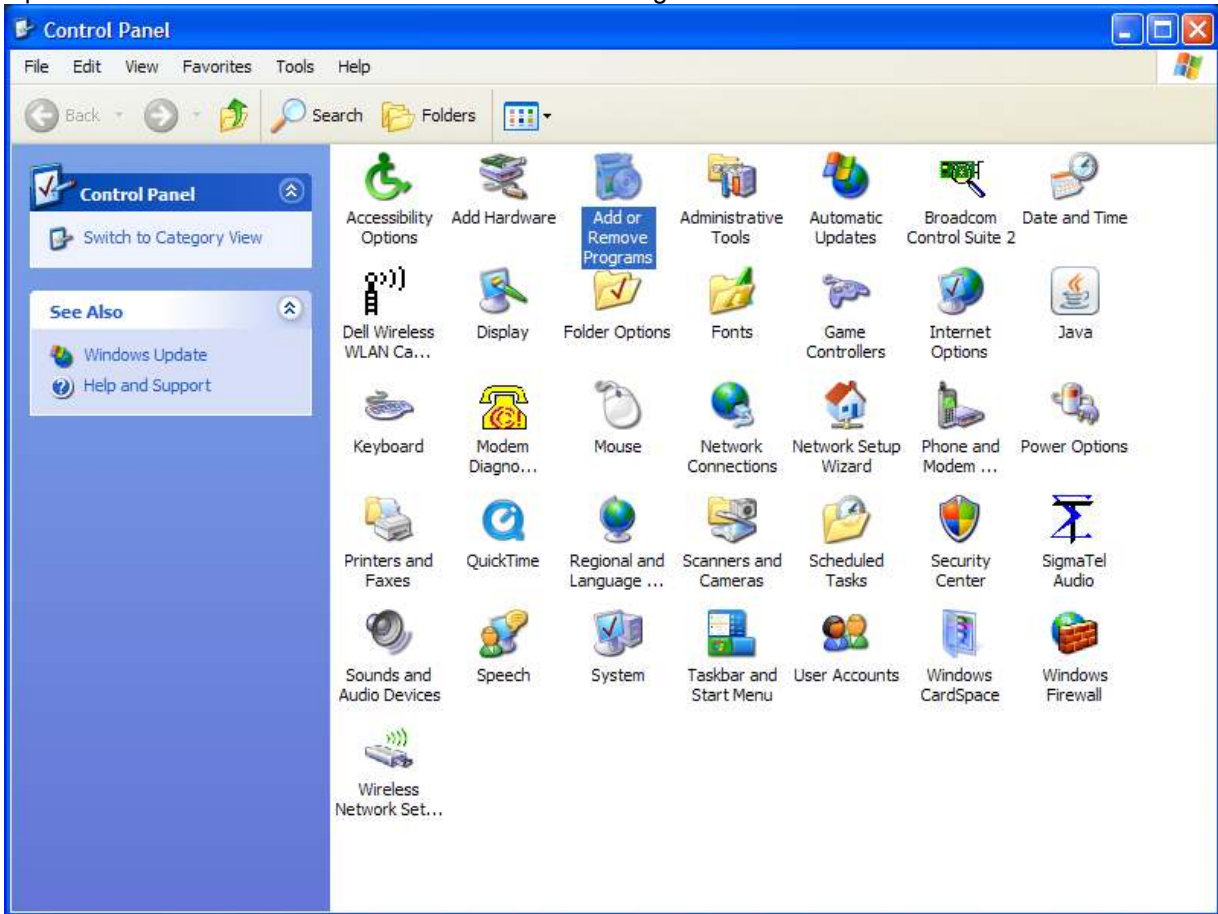 Control Panel
File Edit View Favorites Tools Help
Back Search Folders
Control Panel
Switch to Category View
See Also
Windows Update
Help and Support
Accessibility Options
Add Hardware
Add or Remove Programs
Administrative Tools
Automatic Updates
Broadcom Control Suite 2
Date and Time
Dell Wireless WLAN Ca...
Display
Folder Options
Fonts
Game Controllers
Internet Options
Java
Keyboard
Modem Diagno...
Mouse
Network Connections
Network Setup Wizard
Phone and Modem ...
Power Options
Printers and Faxes
QuickTime
Regional and Language ...
Scanners and Cameras
Scheduled Tasks
Security Center
SigmaTel Audio
Sounds and Audio Devices
Speech
System
Taskbar and Start Menu
User Accounts
Windows CardSpace
Windows Firewall
Wireless Network Set...